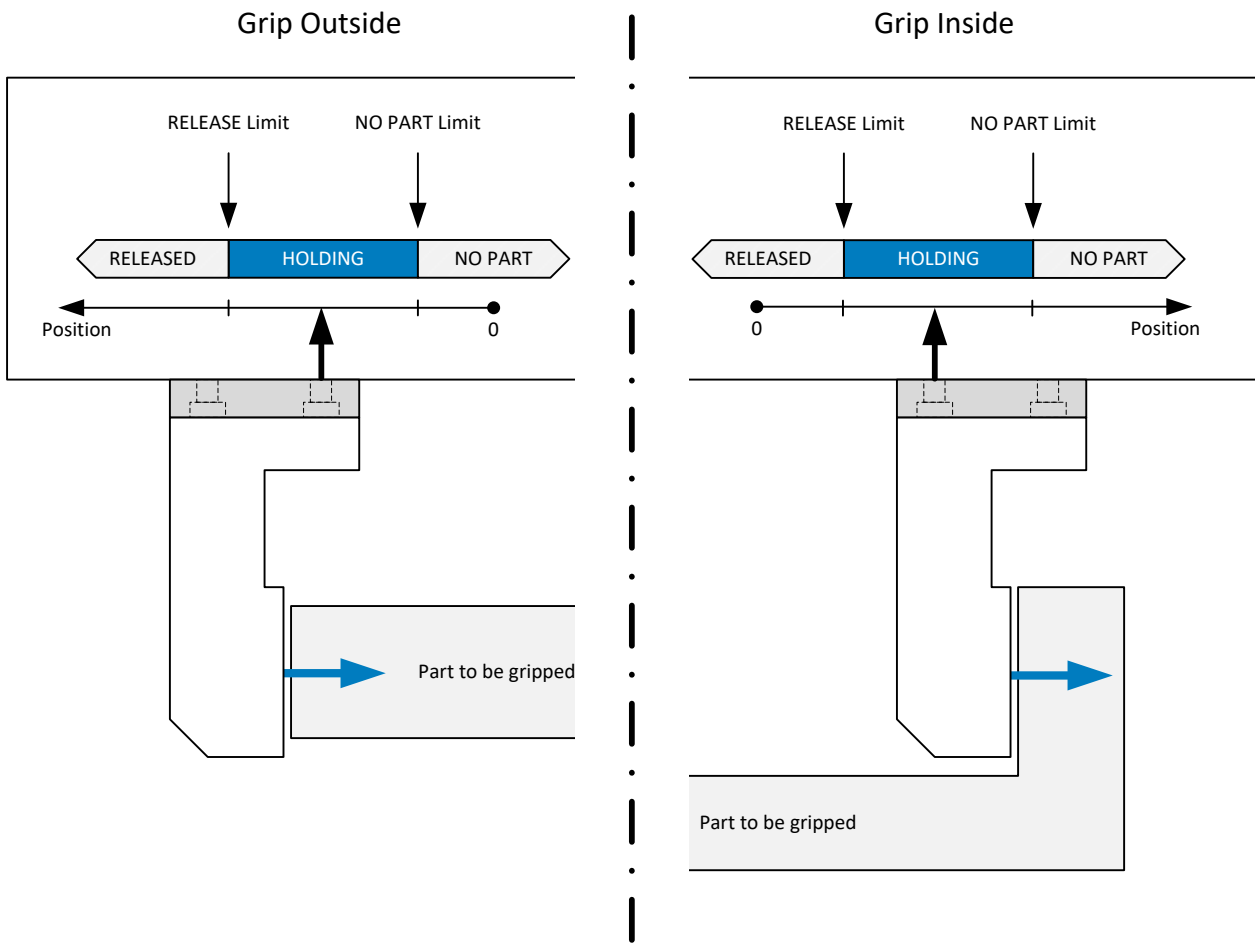 Grip Outside
RELEASE Limit
NO PART Limit
RELEASED
HOLDING
NO PART
Position
0
Part to be gripped
Grip Inside
RELEASE Limit
NO PART Limit
RELEASED
HOLDING
NO PART
0
Position
Part to be gripped